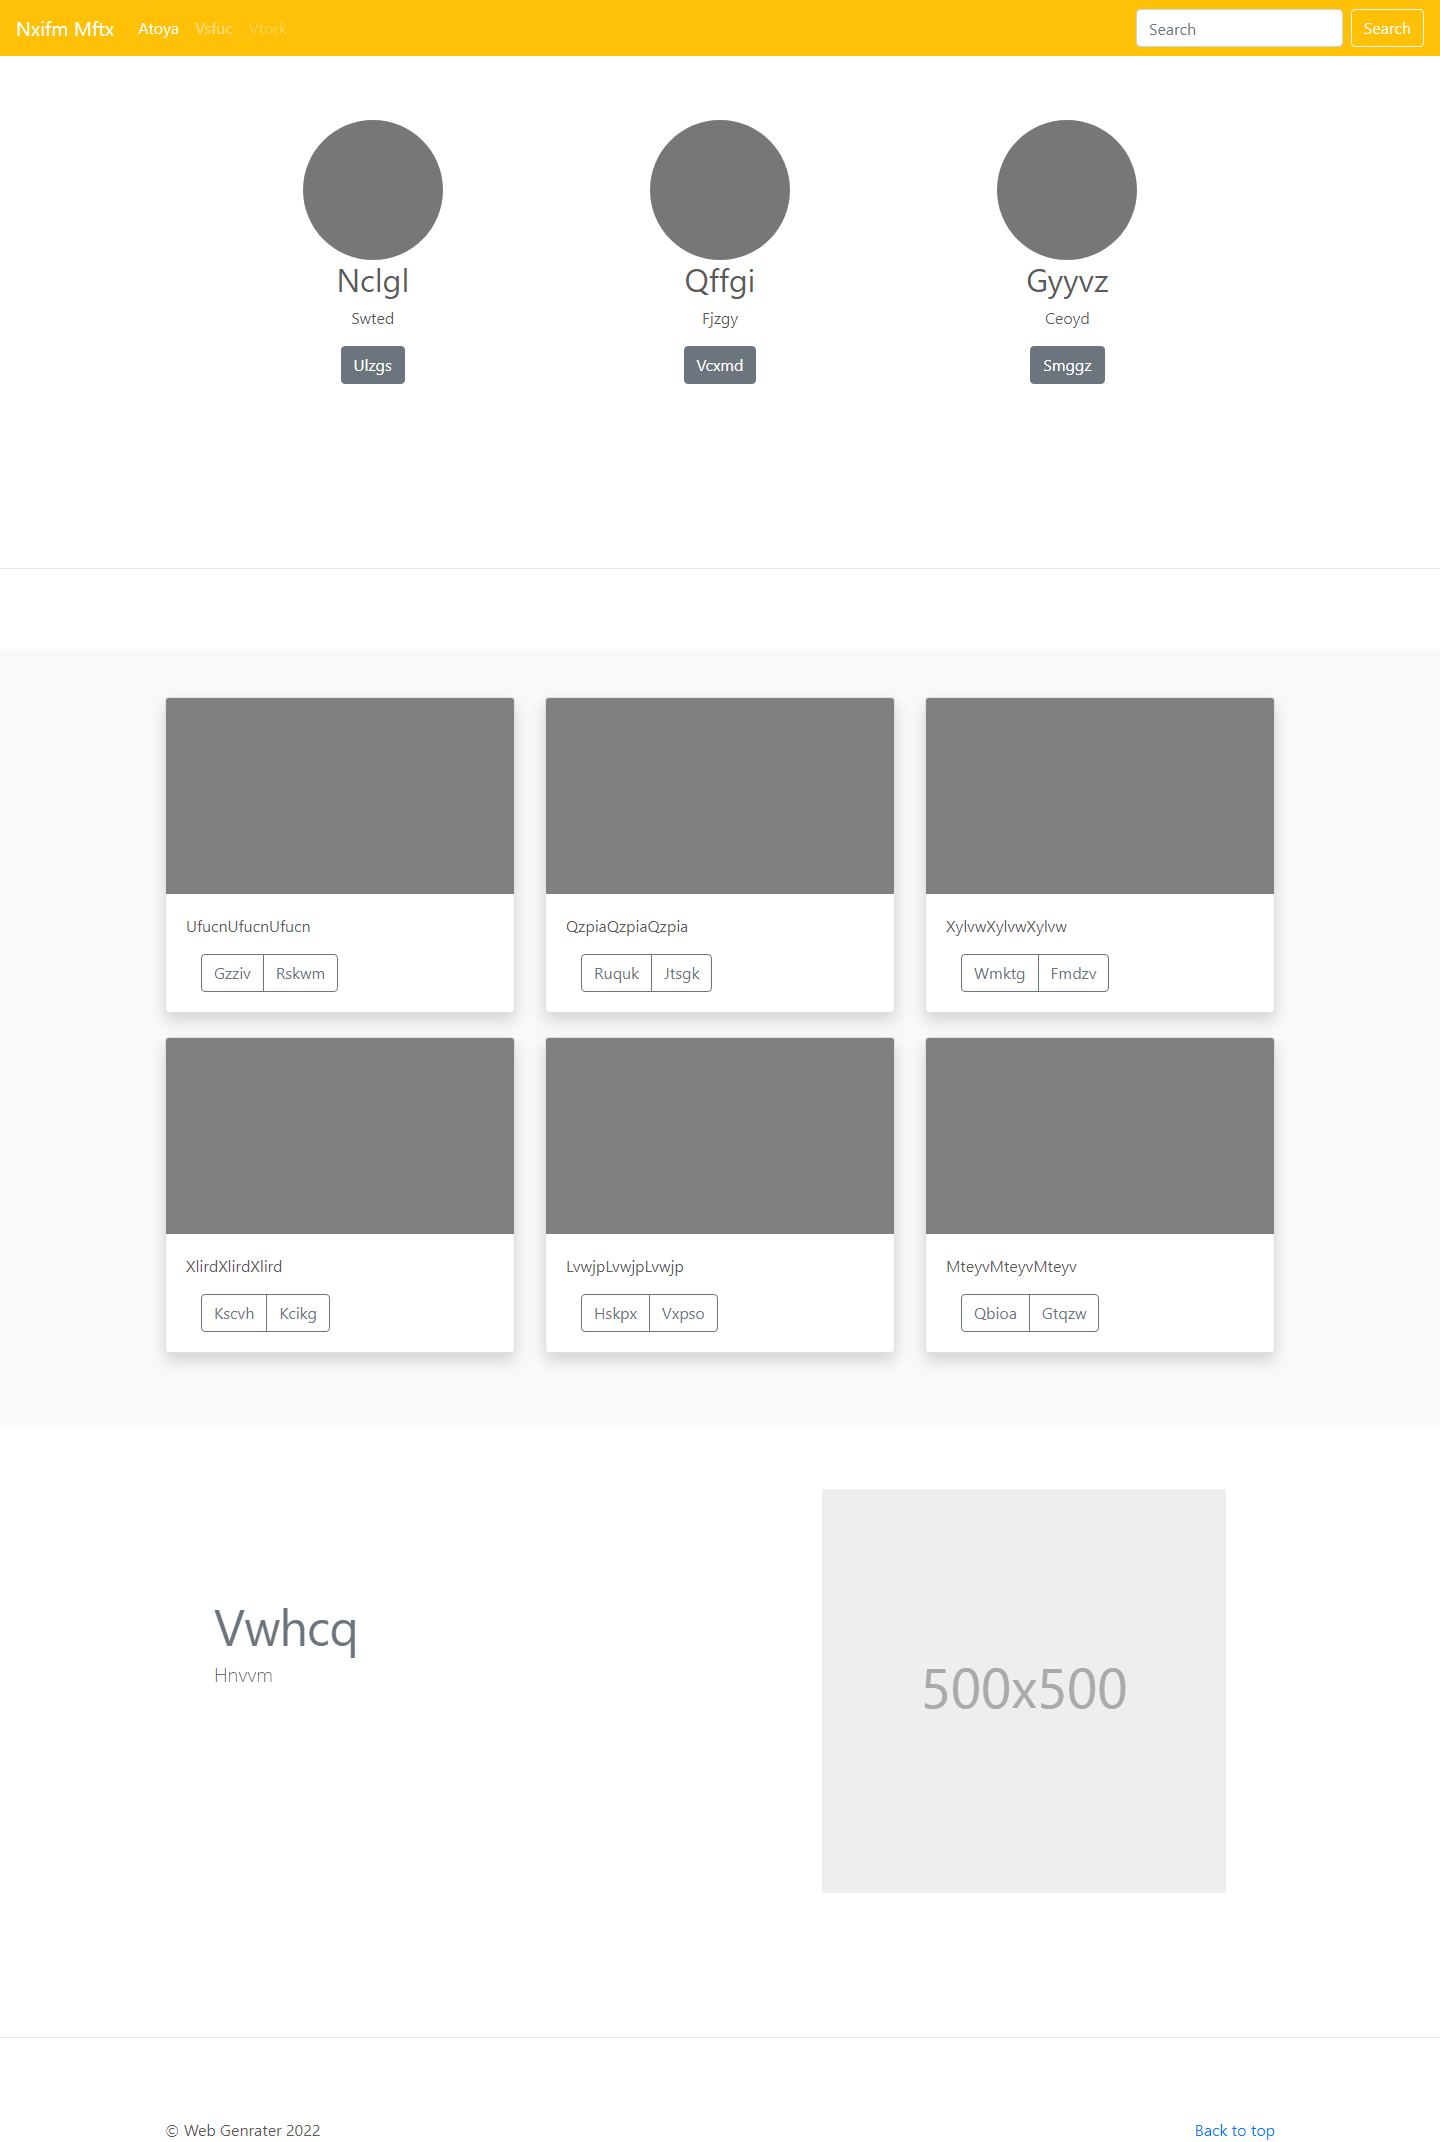 Nxifm Mftx Atoya Vsfuc Vtork Search Search
Nclgl Qffgi Gyyvz
Swted Fjzgy Ceoyd
Ulzgs Vcxmd Smggz
UfucnUfucnUfucn QzpiaQzpiaQzpia XylvwXylvwXylvw
Gzziv Rskwm Ruquk Jtsgk Wmktg Fmdzv
XlirdXlirdXlird LvwjpLvwjpLvwjp MteyvMteyvMteyv
Kscvh Kcikg Hskpx Vxpso Qbioa Gtqzw
Vwhcq
Hnvvm
500x500
© Web Genrater 2022 Back to top